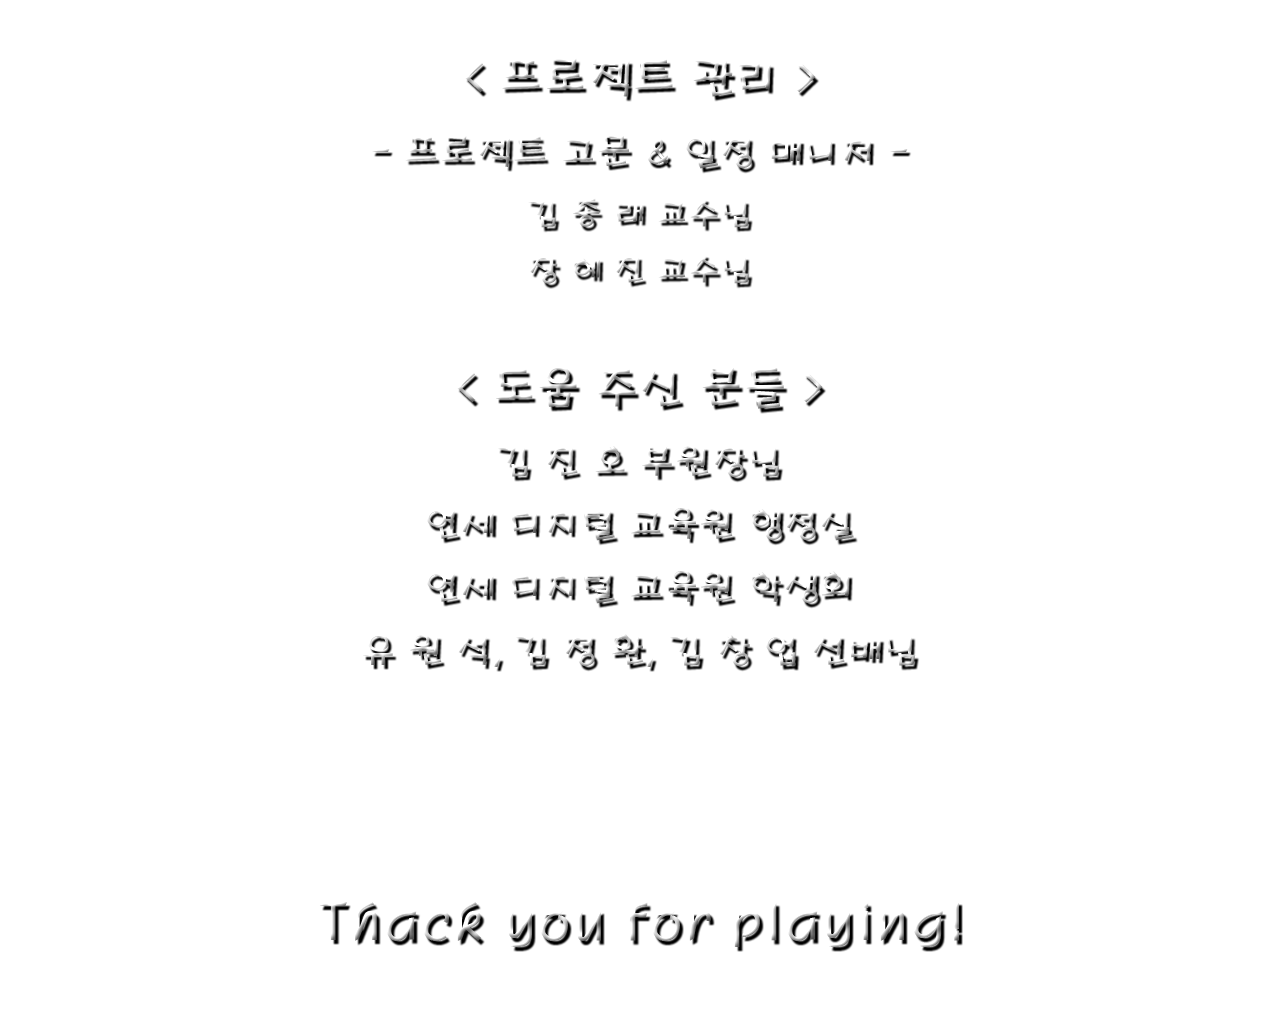 < 프로젝트 관리 >
- 프로젝트 고문 & 일정 매니저 -
김 종 래 교수님
장 혜 진 교수님
< 도움 주신 분들 >
김 진 호 부원장님
연세 디지털 교육원 행정실
연세 디지털 교육원 학생회
유 원 석, 김 정 환, 김 창 업 선배님
Thack you for playing!